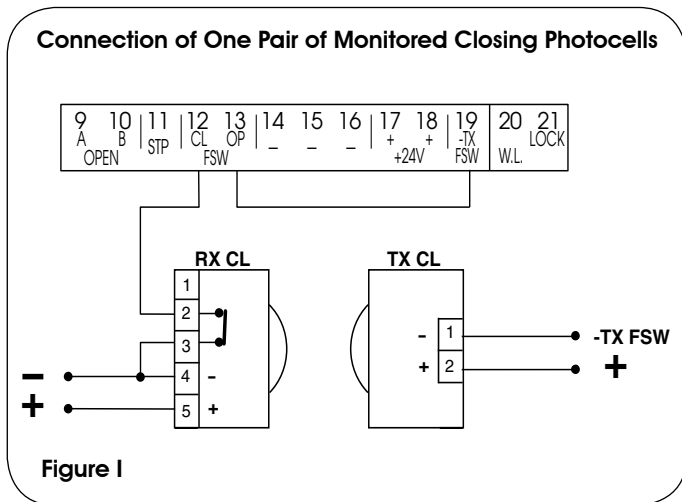 Connection of One Pair of Monitored Closing Photocells
9 10 11 12 13 14 15 16 17 18 19 20 21
A B STP CL OP _ _ _ + + -TX LOCK
OPEN FSW +24V FSW W.L.
RX CL TX CL
1
2
3
4 -
5 +
-
+
- 1 -TX FSW
+ 2 +
Figure I